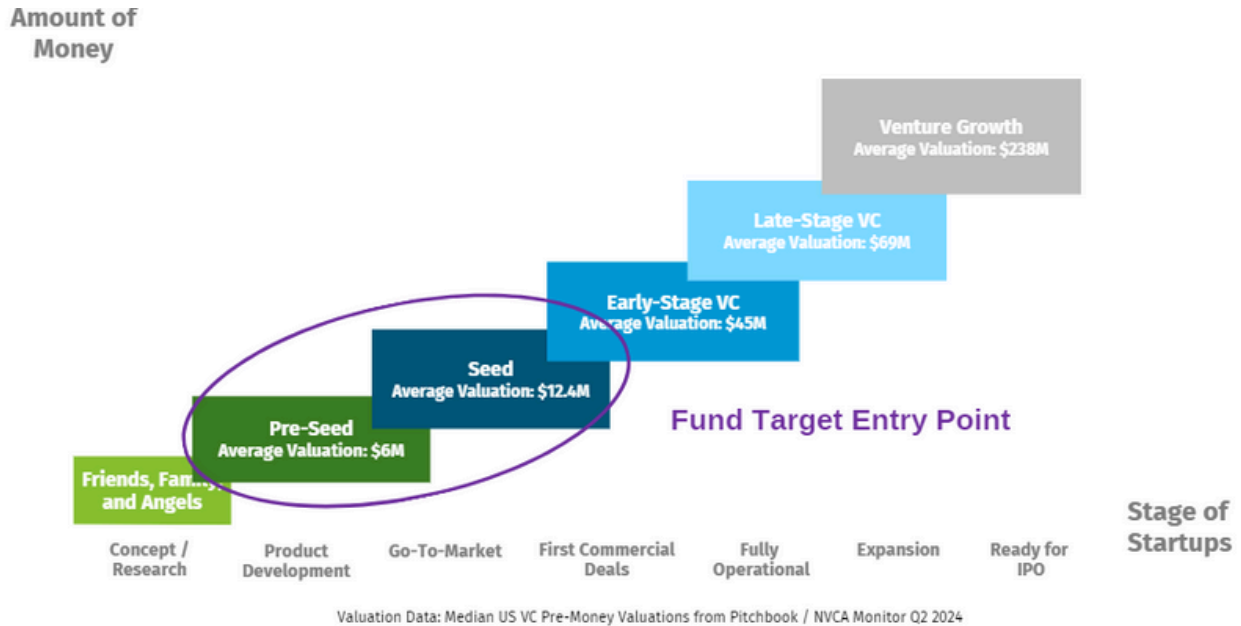 Amount of
Money
Venture Growth
Average Valuation: $238M
Late-Stage VC
Average Valuation: $69M
Early-Stage VC
Average Valuation: $45M
Seed
Average Valuation: $12.4M
Fund Target Entry Point
Pre-Seed
Average Valuation: $6M
Friends, Family,
and Angels
Stage of
Startups
Concept /
Research
Product
Development
Go-To-Market
First Commercial
Deals
Fully
Operational
Expansion
Ready for
IPO
Valuation Data: Median US VC Pre-Money Valuations from Pitchbook / NVCA Monitor Q2 2024